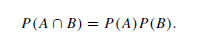 P(A ∩ B) = P(A)P(B).